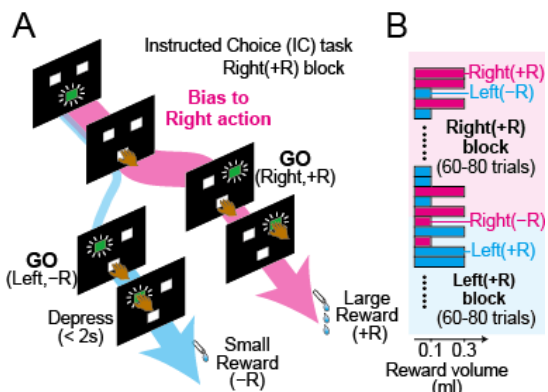 A
Instructed Choice (IC) task
Right(+R) block
Bias to
Right action
GO
(Right,+R)
GO
(Left,−R)
Depress
(< 2s)
Small
Reward
(−R)
Large
Reward
(+R)
B
Right(+R)
Left(−R)
Right(+R)
block
(60-80 trials)
Right(−R)
Left(+R)
Left(+R)
block
(60-80 trials)
0.1 0.3
Reward volume
(ml)